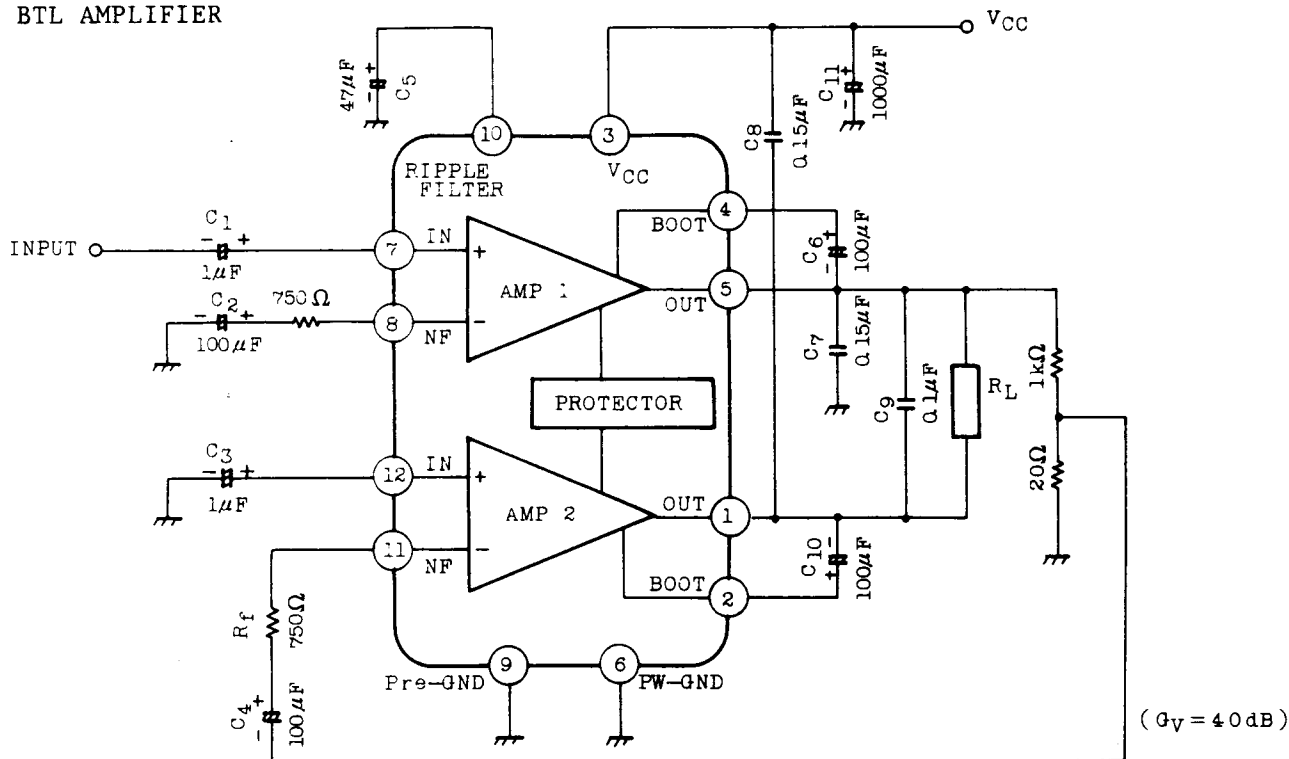 BTL AMPLIFIER
VCC
47μF
+
-
C5
C11
+
-
1000μF
C8
0.15μF
10
3
RIPPLE
FILTER
VCC
4
BOOT
C6
+
-
100μF
C1
INPUT
- +
1μF
7
IN
+
AMP 1
OUT
5
C2
- +
750Ω
100μF
8
NF
-
C7
0.15μF
C9
0.1μF
RL
1kΩ
20Ω
PROTECTOR
C3
- +
1μF
12
IN
+
AMP 2
OUT
1
11
NF
-
BOOT
2
C10
-
+
100μF
Rf
750Ω
9
6
Pre-GND
PW-GND
C4
+
-
100μF
(GV=40dB)